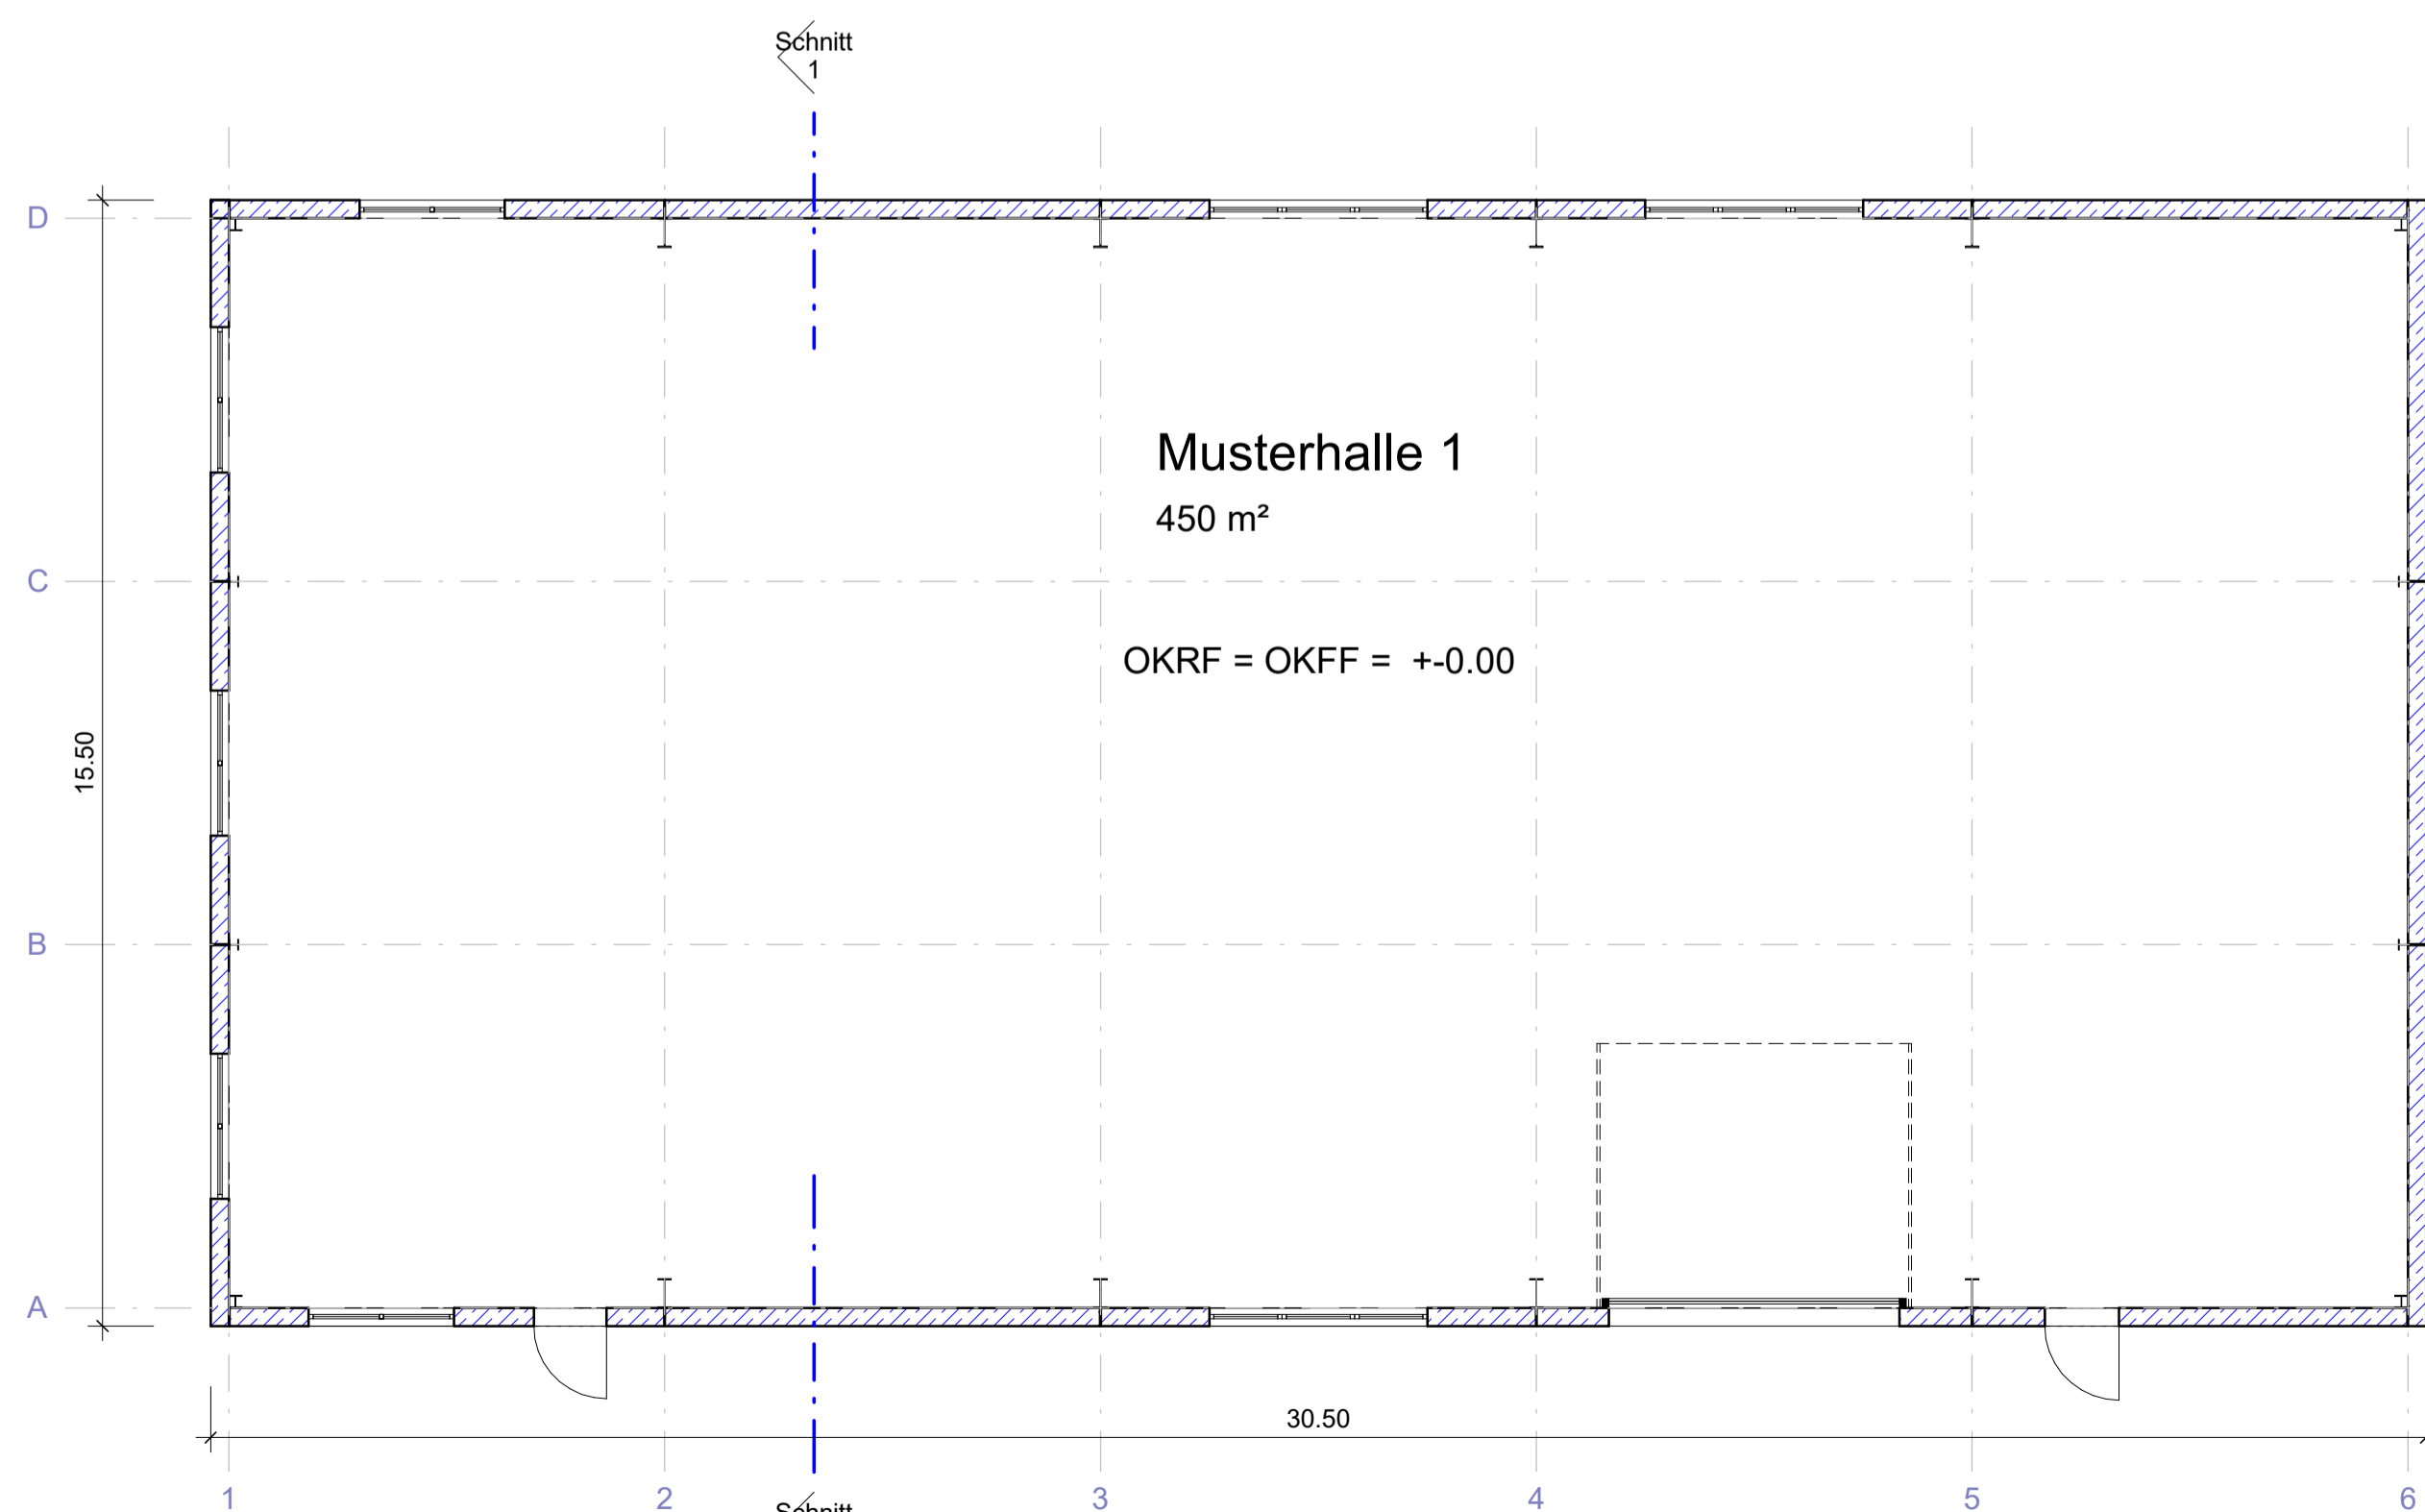 Schnitt
1
D
Musterhalle 1
450 m²
C
OKRF = OKFF = +-0.00
15.50
B
A
30.50
1
2
3
4
5
6
Schnitt